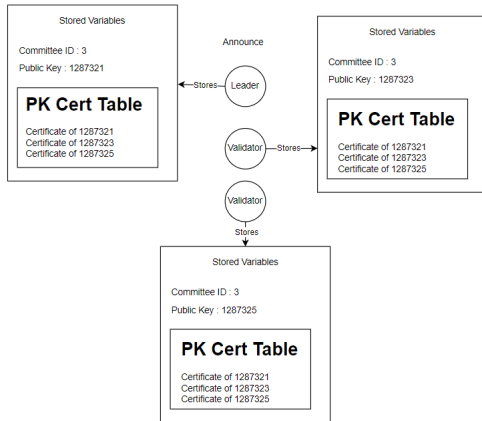 Stored Variables
Committee ID : 3
Public Key : 1287321
PK Cert Table
Certificate of 1287321
Certificate of 1287323
Certificate of 1287325
Announce
Stores
Leader
Validator
Stores
Validator
Stores
Stored Variables
Committee ID : 3
Public Key : 1287323
PK Cert Table
Certificate of 1287321
Certificate of 1287323
Certificate of 1287325
Stored Variables
Committee ID : 3
Public Key : 1287325
PK Cert Table
Certificate of 1287321
Certificate of 1287323
Certificate of 1287325